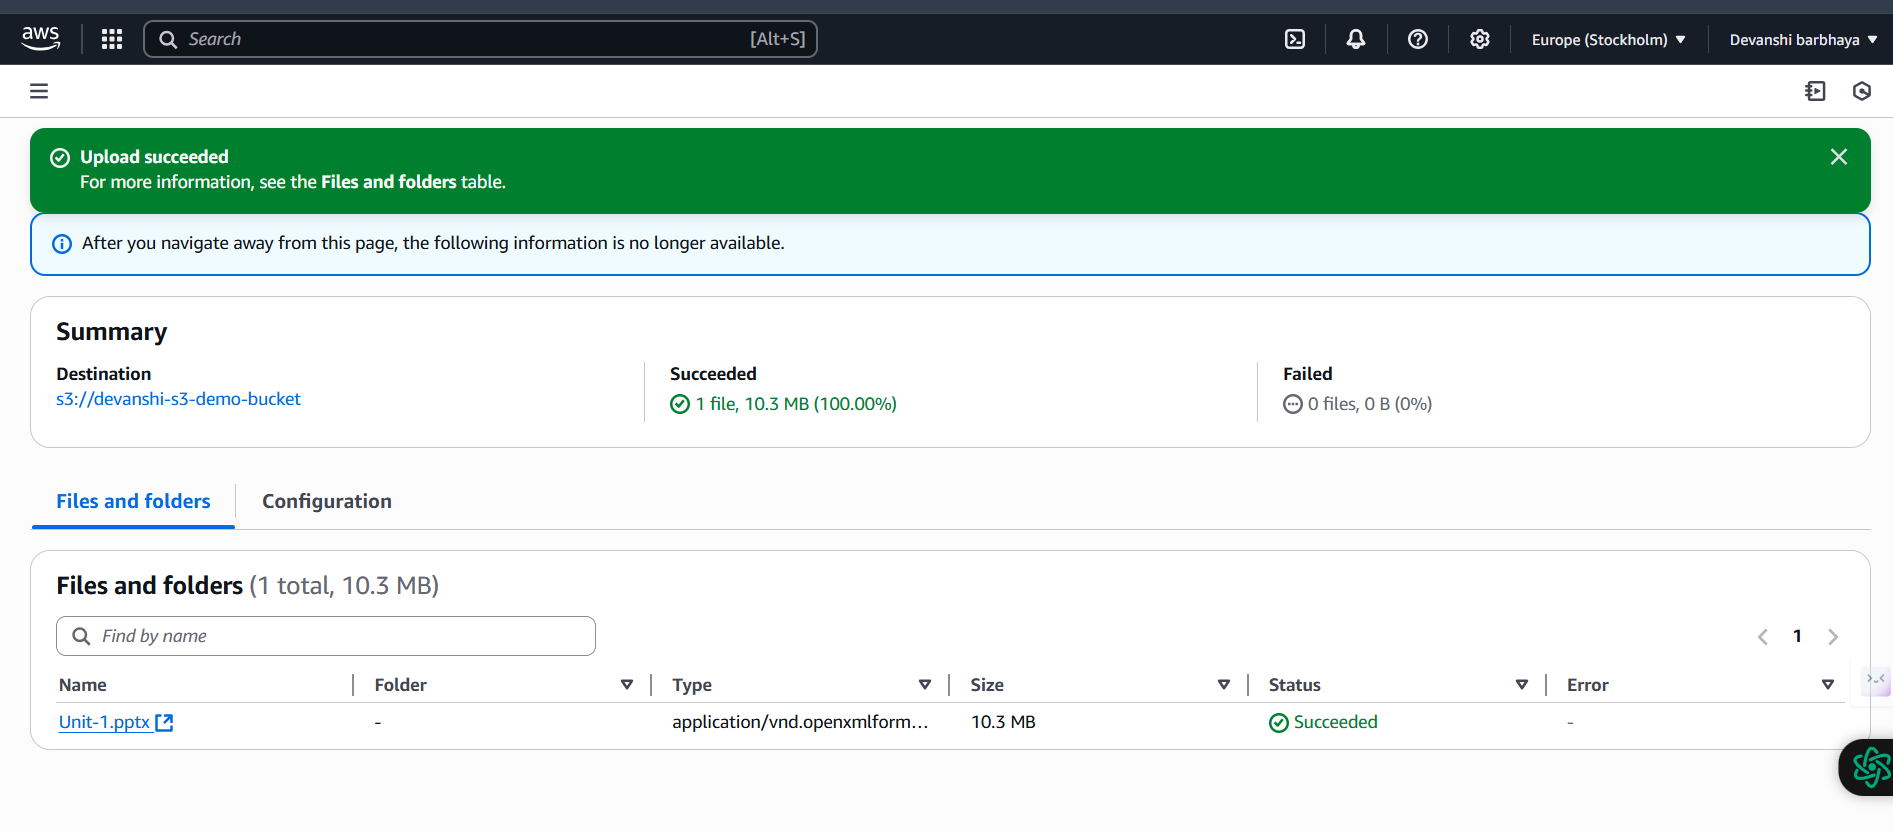 aws
Search [Alt+S]
Europe (Stockholm)
Devanshi barbhaya
Upload succeeded
For more information, see the Files and folders table.
After you navigate away from this page, the following information is no longer available.
Summary
Destination
s3://devanshi-s3-demo-bucket
Succeeded
1 file, 10.3 MB (100.00%)
Failed
0 files, 0 B (0%)
Files and folders
Configuration
Files and folders (1 total, 10.3 MB)
Find by name
1
Name Folder Type Size Status Error
Unit-1.pptx - application/vnd.openxmlform... 10.3 MB Succeeded -